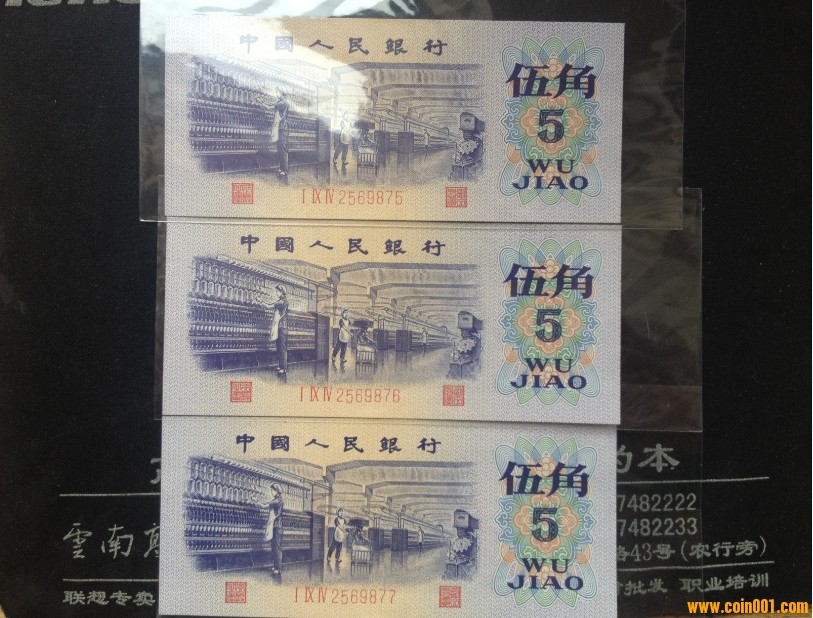 中國人民銀行
伍角
5
WU
JIAO
I IX IV 2569875
中國人民銀行
伍角
5
WU
JIAO
I IX IV 2569876
中國人民銀行
伍角
5
WU
JIAO
I IX IV 2569877
本
7482222
雲南
7482233
43号(农行旁)
联想专卖
批发 职业培训
www.coin001.com